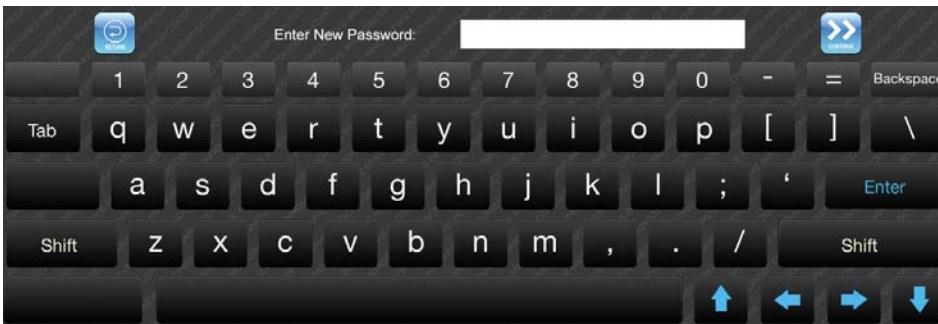 RETURN Enter New Password: CONTINUE
1 2 3 4 5 6 7 8 9 0 - = Backspace
Tab q w e r t y u i o p [ ] \
a s d f g h j k l ; ‘ Enter
Shift z x c v b n m , . / Shift